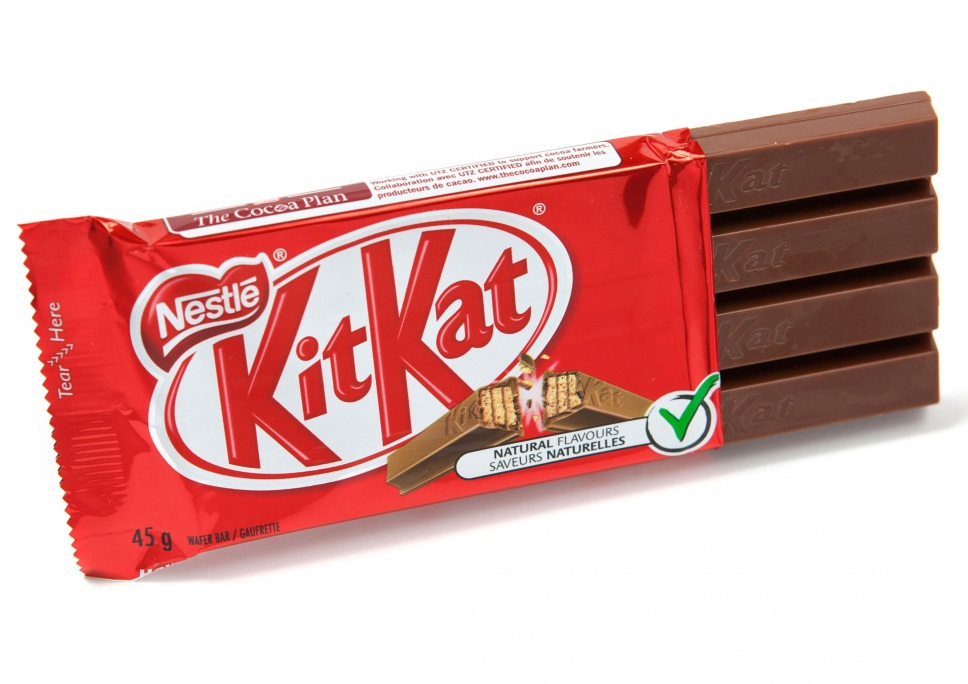 The Cocoa Plan
Working with UTZ CERTIFIED to support cocoa farmers.
Collaboration avec UTZ CERTIFIED afin de soutenir les
producteurs de cacao. www.thecocoaplan.com
Nestlé®
KitKat®
Tear Here
NATURAL FLAVOURS
SAVEURS NATURELLES
45 g WAFER BAR / GAUFRETTE
Kat
Kat
Kat
Kat